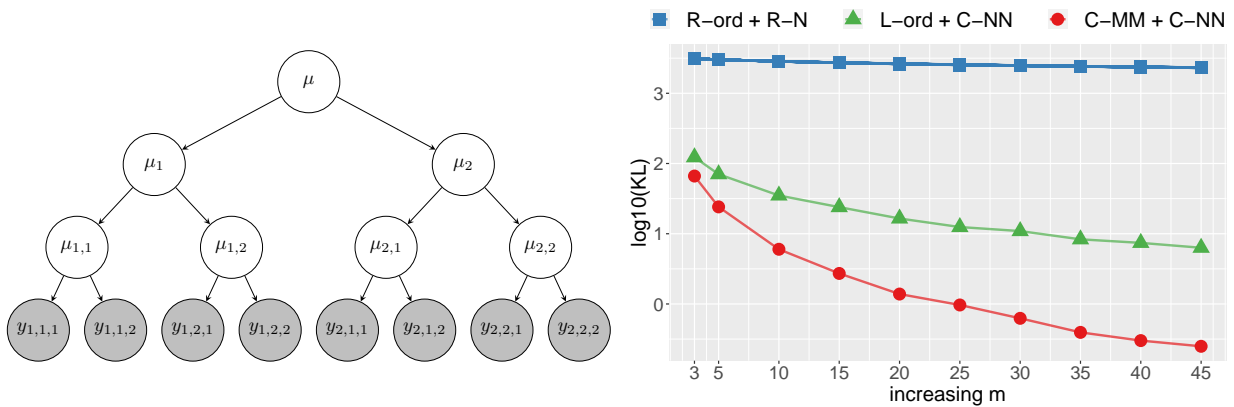 μ
μ₁ μ₂
μ₁,₁ μ₁,₂ μ₂,₁ μ₂,₂
y₁,₁,₁ y₁,₁,₂ y₁,₂,₁ y₁,₂,₂ y₂,₁,₁ y₂,₁,₂ y₂,₂,₁ y₂,₂,₂
R−ord + R−N L−ord + C−NN C−MM + C−NN
log10(KL)
3
2
1
0
3 5 10 15 20 25 30 35 40 45
increasing m